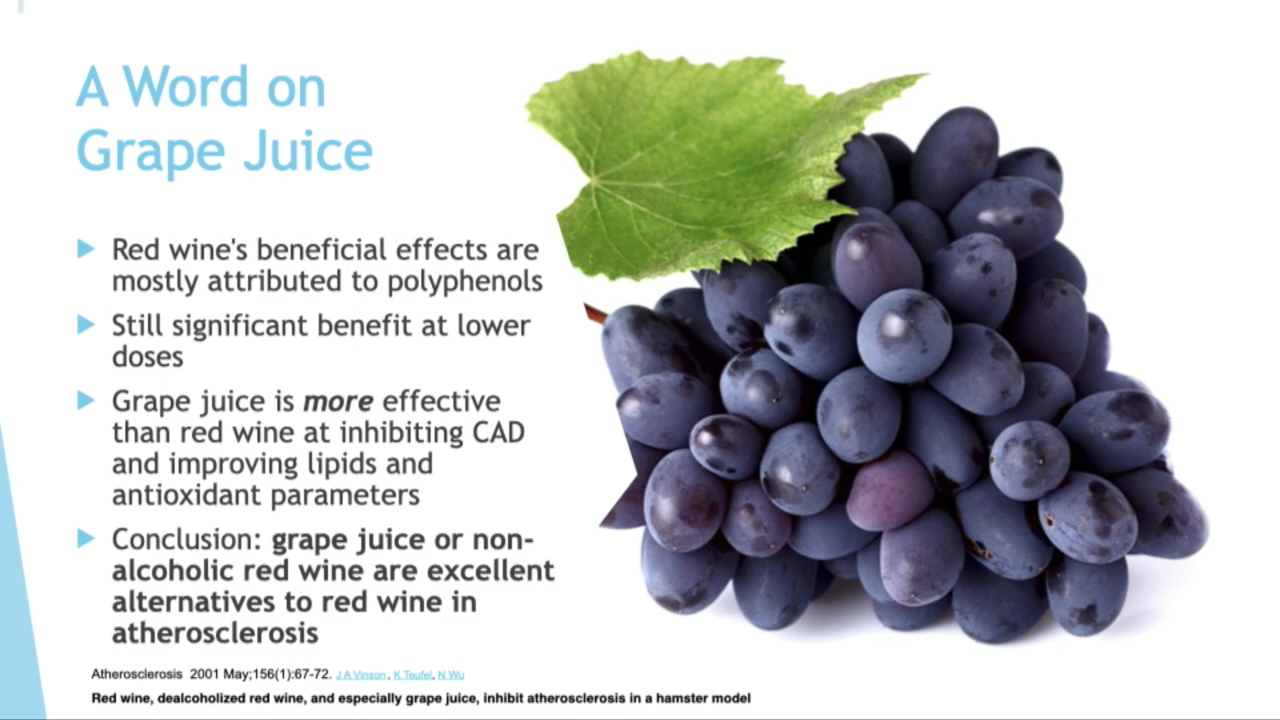 A Word on
Grape Juice
Red wine's beneficial effects are
mostly attributed to polyphenols
Still significant benefit at lower
doses
Grape juice is more effective
than red wine at inhibiting CAD
and improving lipids and
antioxidant parameters
Conclusion: grape juice or non-
alcoholic red wine are excellent
alternatives to red wine in
atherosclerosis
Atherosclerosis 2001 May;156(1):67-72. J A Vinson, K Teufel, N Wu
Red wine, dealcoholized red wine, and especially grape juice, inhibit atherosclerosis in a hamster model